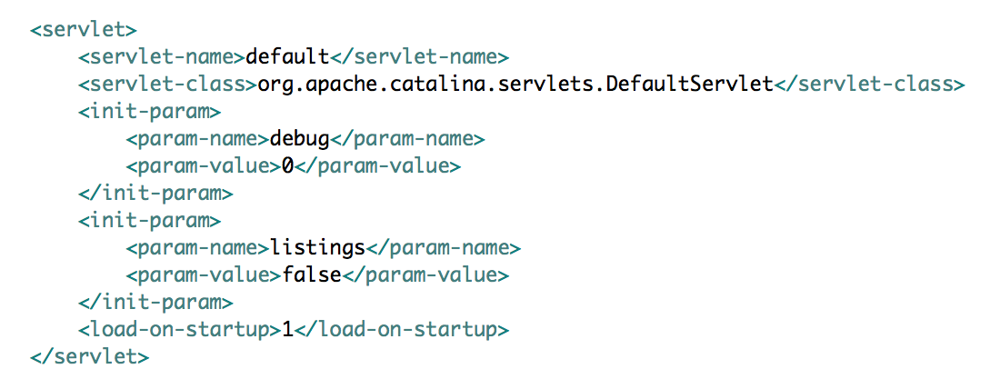 <servlet>
    <servlet-name>default</servlet-name>
    <servlet-class>org.apache.catalina.servlets.DefaultServlet</servlet-class>
    <init-param>
        <param-name>debug</param-name>
        <param-value>0</param-value>
    </init-param>
    <init-param>
        <param-name>listings</param-name>
        <param-value>false</param-value>
    </init-param>
    <load-on-startup>1</load-on-startup>
</servlet>